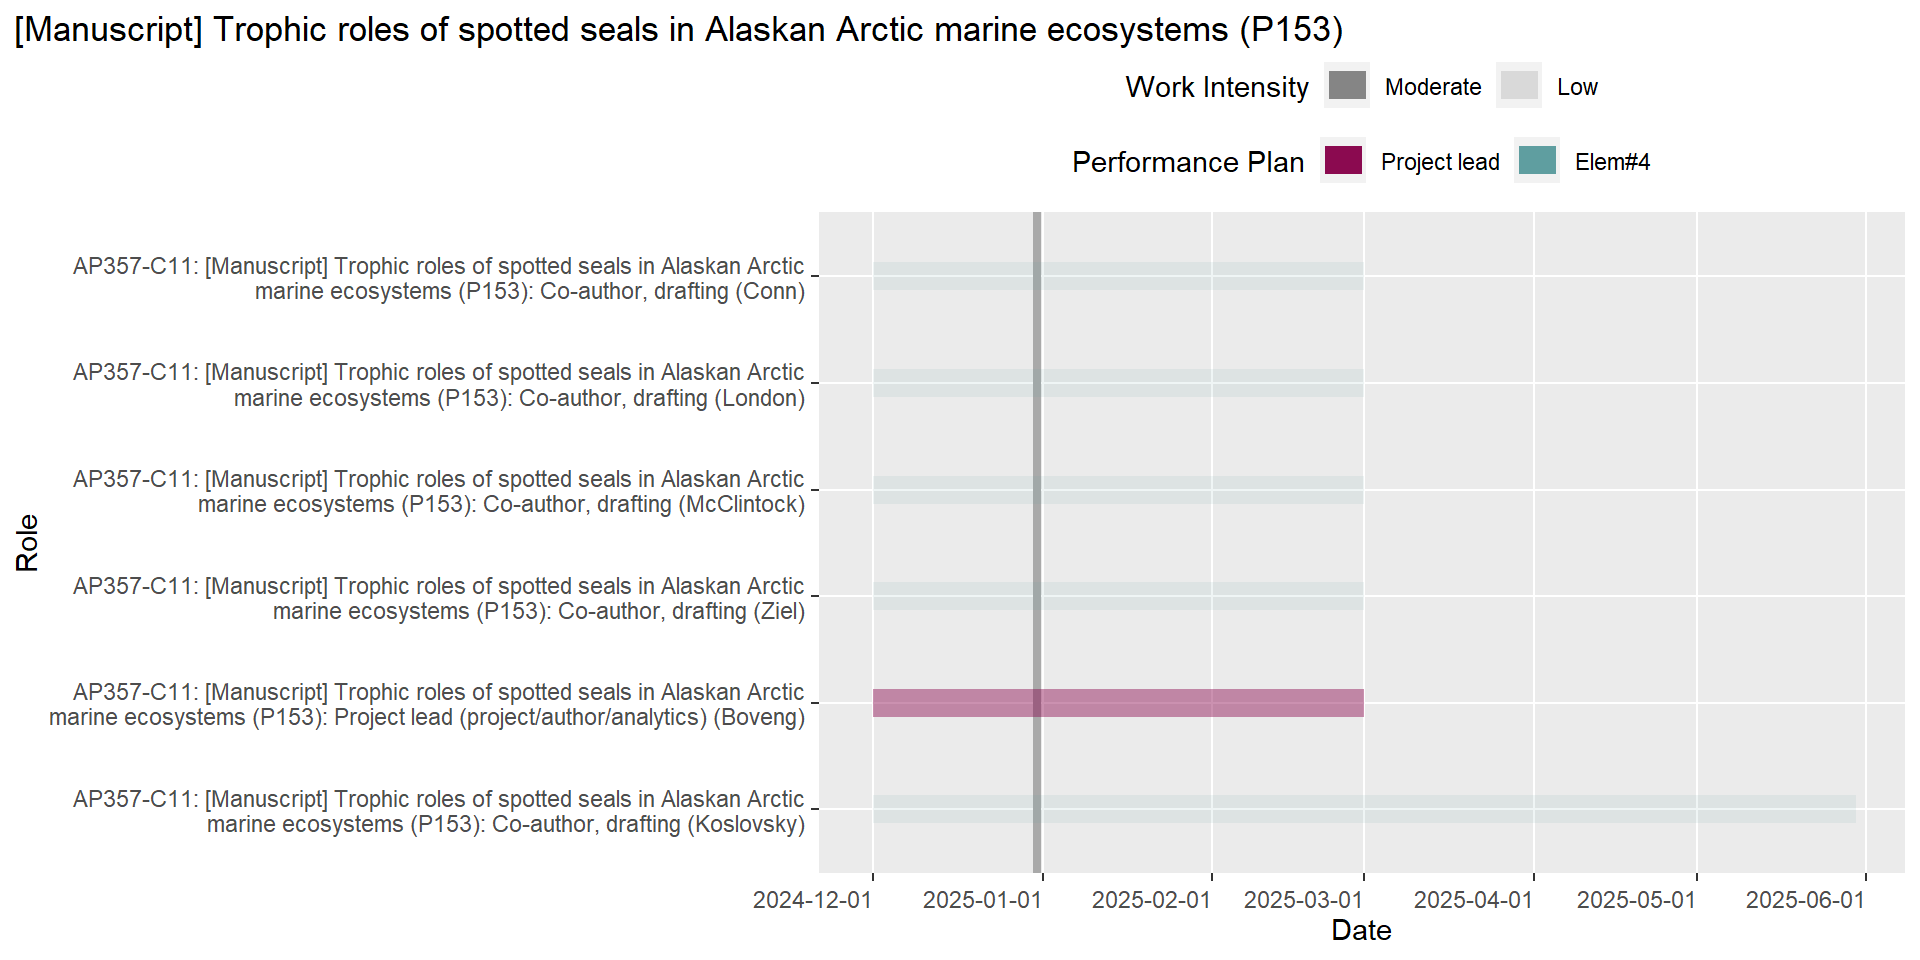 [Manuscript] Trophic roles of spotted seals in Alaskan Arctic marine ecosystems (P153)
Work Intensity Moderate Low
Performance Plan Project lead Elem#4
AP357-C11: [Manuscript] Trophic roles of spotted seals in Alaskan Arctic
marine ecosystems (P153): Co-author, drafting (Conn)
AP357-C11: [Manuscript] Trophic roles of spotted seals in Alaskan Arctic
marine ecosystems (P153): Co-author, drafting (London)
AP357-C11: [Manuscript] Trophic roles of spotted seals in Alaskan Arctic
marine ecosystems (P153): Co-author, drafting (McClintock)
AP357-C11: [Manuscript] Trophic roles of spotted seals in Alaskan Arctic
marine ecosystems (P153): Co-author, drafting (Ziel)
AP357-C11: [Manuscript] Trophic roles of spotted seals in Alaskan Arctic
marine ecosystems (P153): Project lead (project/author/analytics) (Boveng)
AP357-C11: [Manuscript] Trophic roles of spotted seals in Alaskan Arctic
marine ecosystems (P153): Co-author, drafting (Koslovsky)
Role
2024-12-01 2025-01-01 2025-02-01 2025-03-01 2025-04-01 2025-05-01 2025-06-01
Date